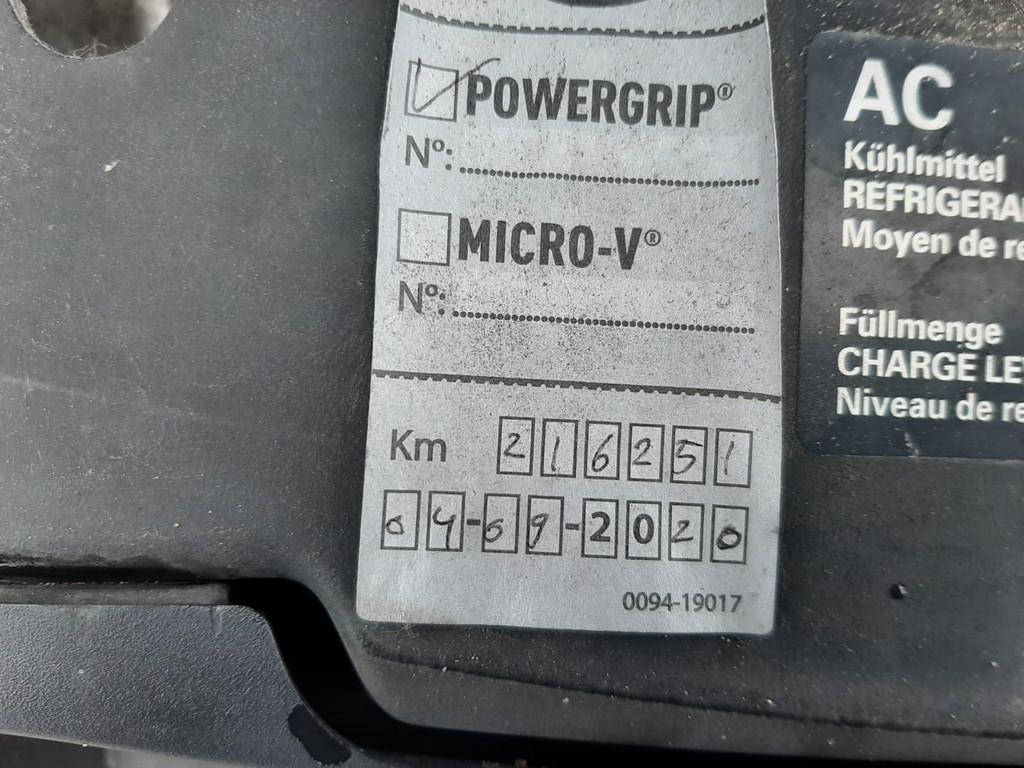 POWERGRIP®
Nº:
MICRO-V®
Nº:
Km 216251
04-09-2020
0094-19017
AC
Kühlmittel
REFRIGERA
Moyen de re
Füllmenge
CHARGE LE
Niveau de re